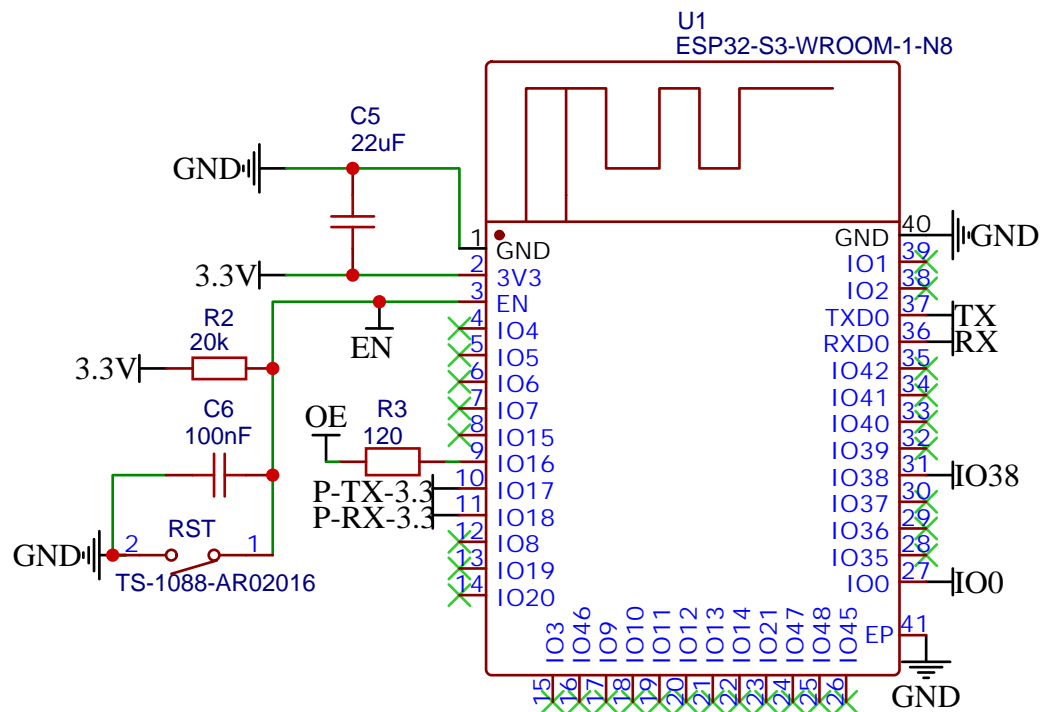 U1
ESP32-S3-WROOM-1-N8
C5
22uF
GND
1
GND
2
3V3
3.3V
3
EN
EN
4
IO4
5
IO5
6
IO6
7
IO7
8
IO15
9
IO16
10
IO17
11
IO18
12
IO8
13
IO19
14
IO20
R2
20k
3.3V
C6
100nF
OE
R3
120
P-TX-3.3
P-RX-3.3
RST
GND
2
1
TS-1088-AR02016
GND
40
GND
IO1
39
IO2
38
TXD0
37
TX
RXD0
36
RX
IO42
35
IO41
34
IO40
33
IO39
32
IO38
31
IO38
IO37
30
IO36
29
IO35
28
IO0
27
IO0
EP
41
GND
IO3
IO46
IO9
IO10
IO11
IO12
IO13
IO14
IO21
IO47
IO48
IO45
15
16
17
18
19
20
21
22
23
24
25
26